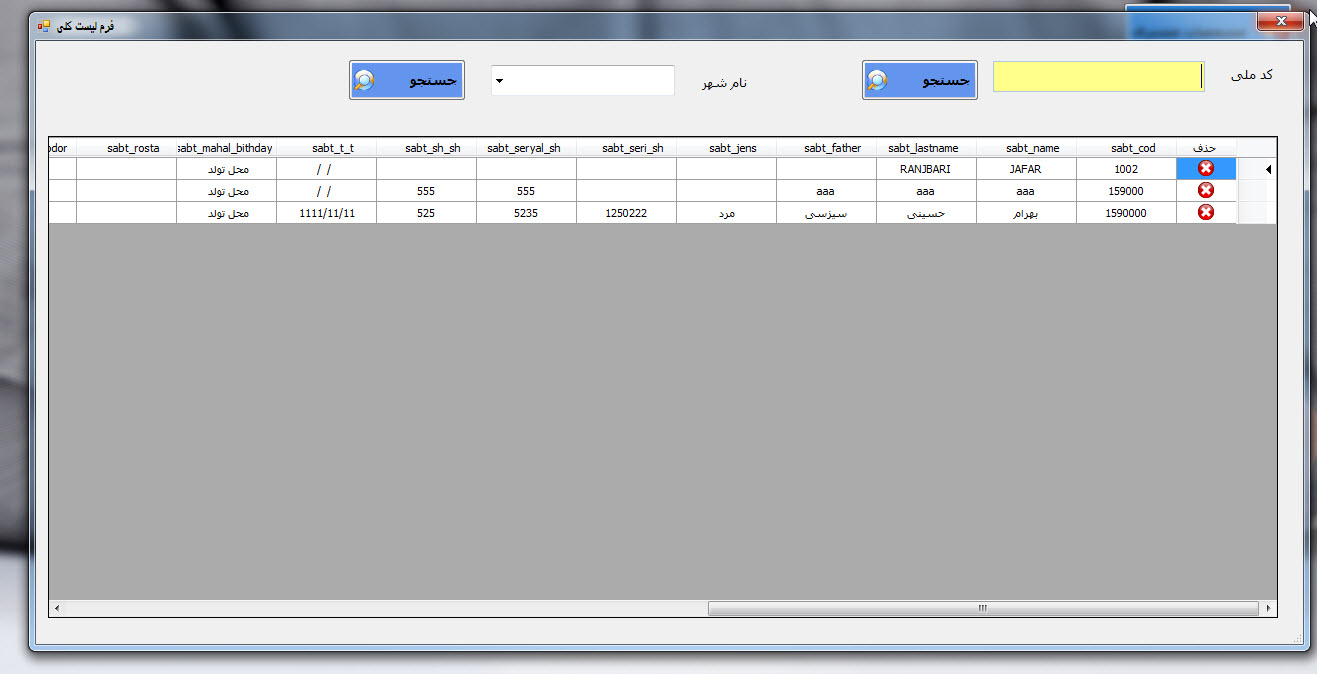 فرم لیست کلی
کد ملی
جستجو
نام شهر
جستجو
حذف sabt_cod sabt_name sabt_lastname sabt_father sabt_jens sabt_seri_sh sabt_seryal_sh sabt_sh_sh sabt_t_t sabt_mahal_bithday sabt_rosta odor
1002 JAFAR RANJBARI / / محل تولد
159000 aaa aaa aaa 555 555 / / محل تولد
1590000 بهرام حسینی سیزسی مرد 1250222 5235 525 1111/11/11 محل تولد